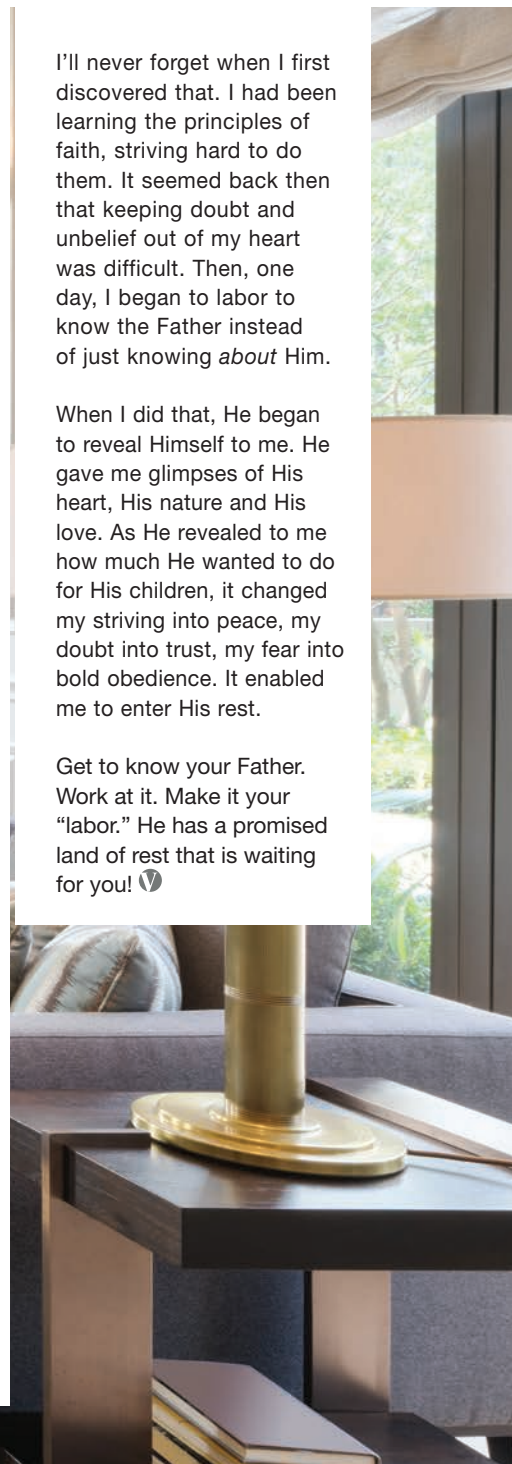 I’ll never forget when I first
discovered that. I had been
learning the principles of
faith, striving hard to do
them. It seemed back then
that keeping doubt and
unbelief out of my heart
was difficult. Then, one
day, I began to labor to
know the Father instead
of just knowing about Him.
When I did that, He began
to reveal Himself to me. He
gave me glimpses of His
heart, His nature and His
love. As He revealed to me
how much He wanted to do
for His children, it changed
my striving into peace, my
doubt into trust, my fear into
bold obedience. It enabled
me to enter His rest.
Get to know your Father.
Work at it. Make it your
“labor.” He has a promised
land of rest that is waiting
for you! V